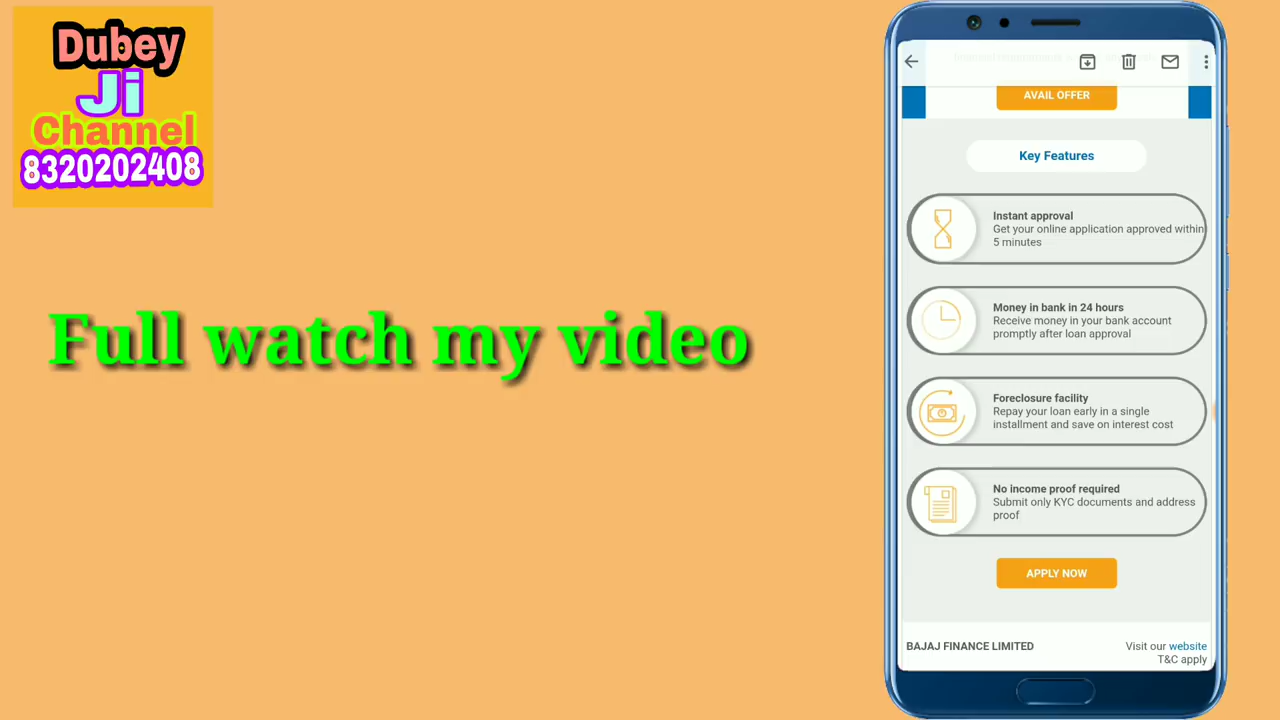 Dubey
Ji
Channel
8320202408
Full watch my video
AVAIL OFFER
Key Features
Instant approval
Get your online application approved within
5 minutes
Money in bank in 24 hours
Receive money in your bank account
promptly after loan approval
Foreclosure facility
Repay your loan early in a single
installment and save on interest cost
No income proof required
Submit only KYC documents and address
proof
APPLY NOW
BAJAJ FINANCE LIMITED
Visit our website
T&C apply